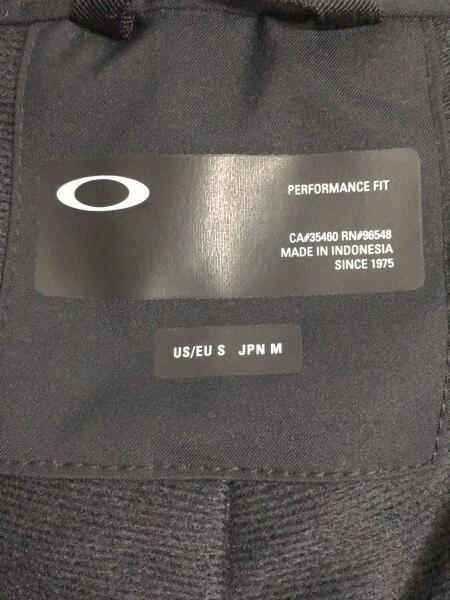 PERFORMANCE FIT
CA#35460 RN#96548
MADE IN INDONESIA
SINCE 1975
US/EU S JPN M